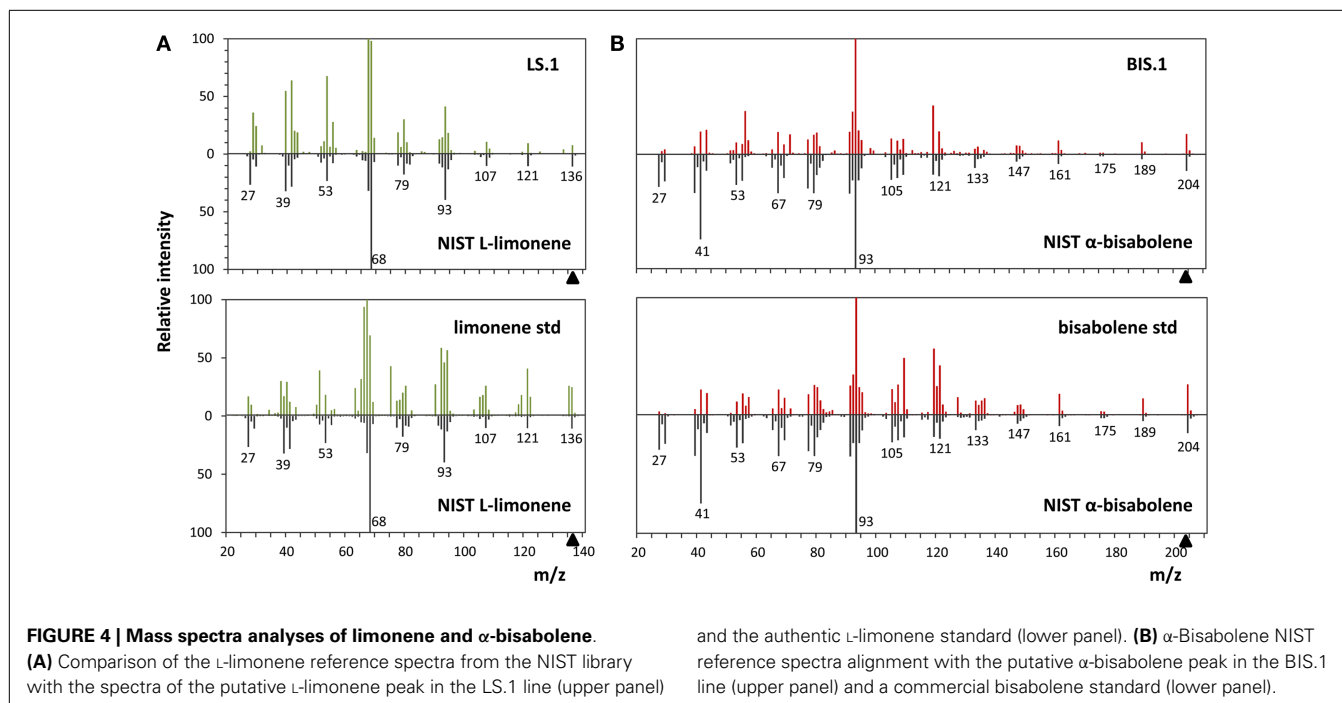 A
B
Relative intensity
100
50
0
50
100
LS.1
27
39
53
79
93
107
121
136
68
NIST L-limonene
BIS.1
27
41
53
67
79
93
105
121
133
147
161
175
189
204
NIST α-bisabolene
100
50
0
50
100
limonene std
27
39
53
79
93
107
121
136
68
NIST L-limonene
20 40 60 80 100 120 140
m/z
bisabolene std
27
41
53
67
79
93
105
121
133
147
161
175
189
204
NIST α-bisabolene
20 40 60 80 100 120 140 160 180 200
m/z
FIGURE 4 | Mass spectra analyses of limonene and α-bisabolene.
(A) Comparison of the L-limonene reference spectra from the NIST library
with the spectra of the putative L-limonene peak in the LS.1 line (upper panel)
and the authentic L-limonene standard (lower panel). (B) α-Bisabolene NIST
reference spectra alignment with the putative α-bisabolene peak in the BIS.1
line (upper panel) and a commercial bisabolene standard (lower panel).